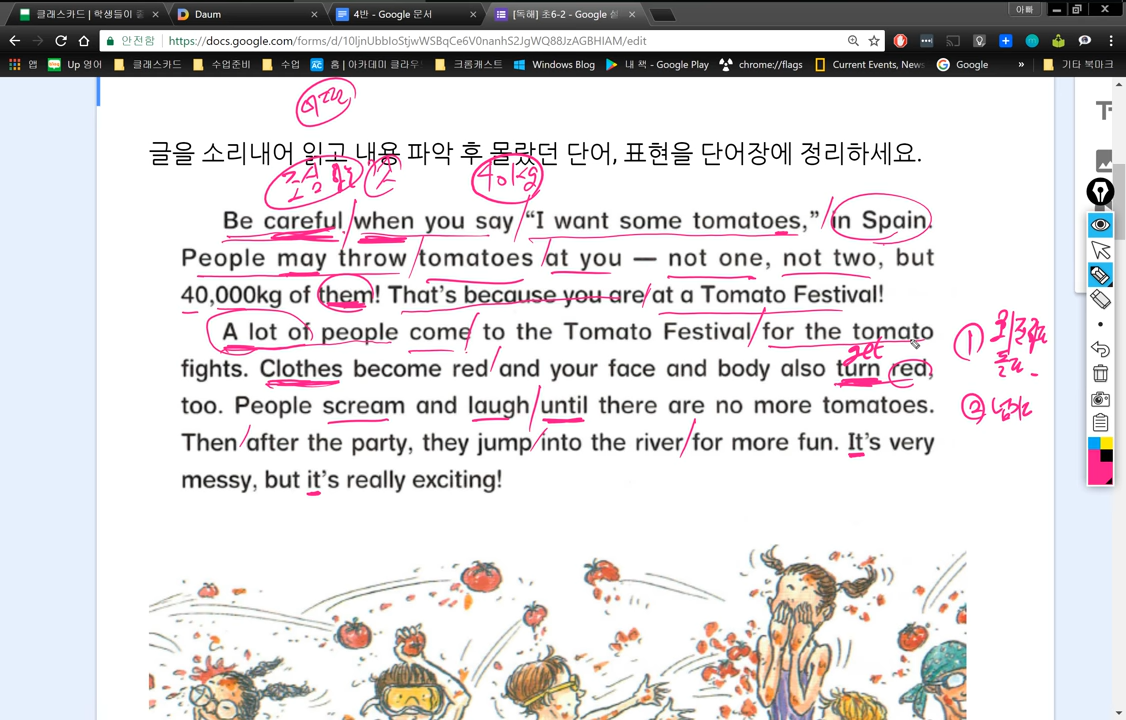 클래스카드 | 학생들이 좋
Daum
4반 - Google 문서
[독해] 초6-2 - Google 설
아빠
안전함 https://docs.google.com/forms/d/10ljnUbbIoStjwWSBqCe6V0nanhS2JgWQ88JzAGBHIAM/edit
앱 Up 영어 클래스카드 수업준비 수업 홈 | 아카데미 클라우 크롬캐스트 Windows Blog 내 책 - Google Play chrome://flags Current Events, News Google » 기타 북마크
글을 소리내어 읽고 내용 파악 후 몰랐던 단어, 표현을 단어장에 정리하세요.
Be careful when you say “I want some tomatoes,” in Spain.
People may throw tomatoes at you — not one, not two, but
40,000kg of them! That’s because you are at a Tomato Festival!
A lot of people come to the Tomato Festival for the tomato
get
fights. Clothes become red and your face and body also turn red,
too. People scream and laugh until there are no more tomatoes.
Then after the party, they jump into the river for more fun. It’s very
messy, but it’s really exciting!
①
②